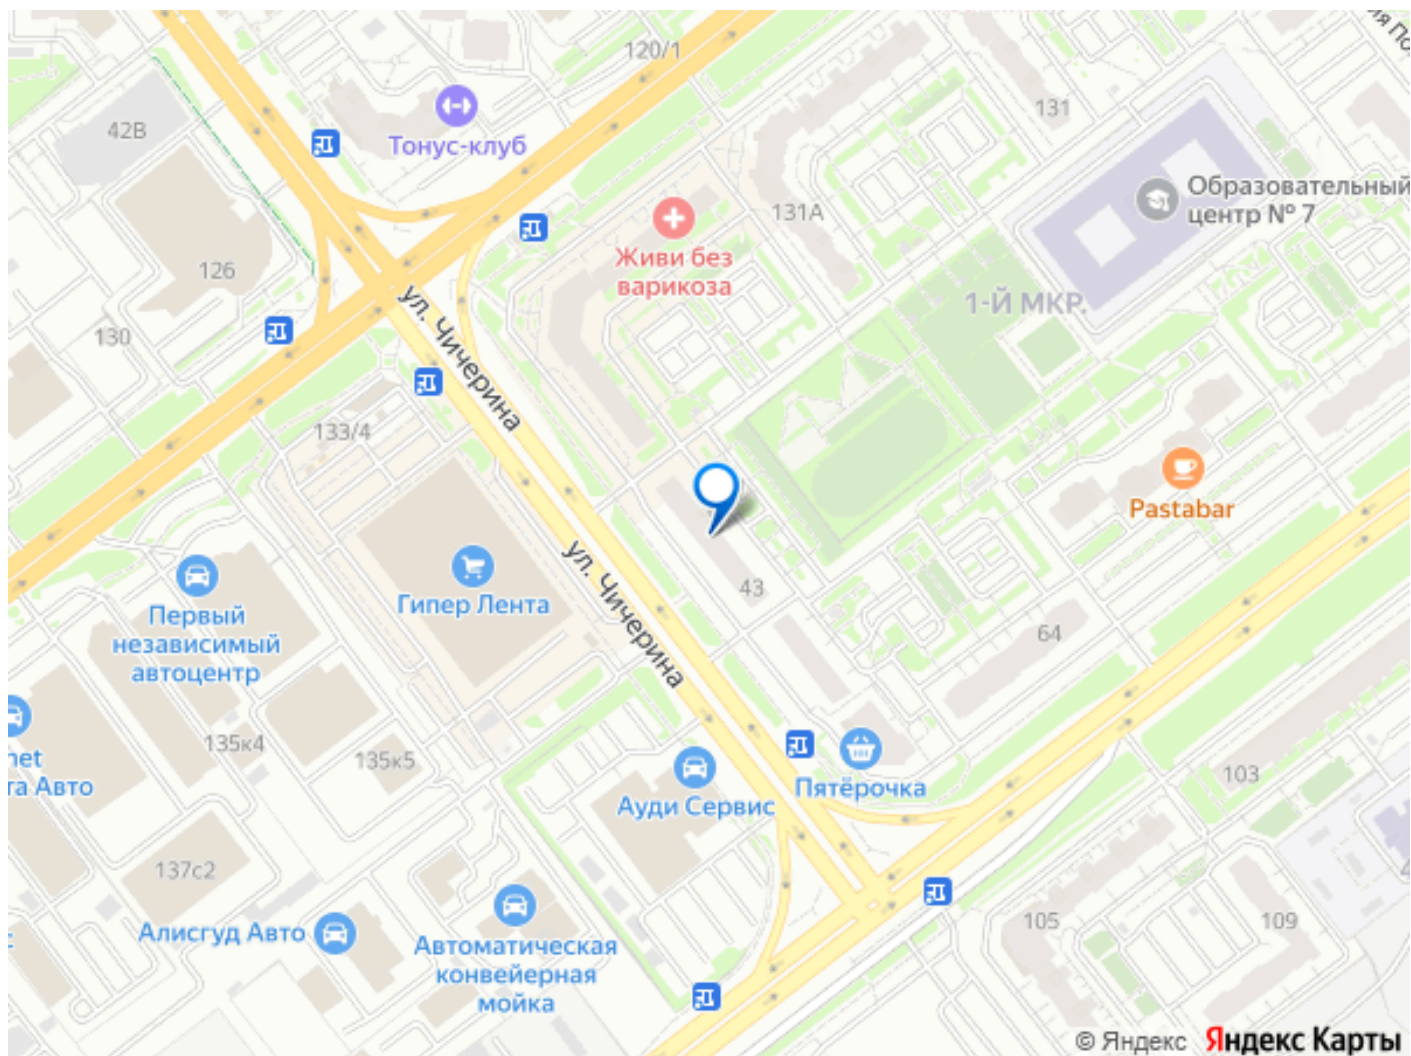 120/1
42В
Тонус-клуб
131
Образовательный
центр № 7
131А
Живи без
варикоза
126
1-Й МКР.
130
ул. Чичерина
133/4
Pastabar
ул. Чичерина
43
Гипер Лента
Первый
независимый
автоцентр
64
135к4
135к5
103
та Авто
Пятёрочка
Ауди Сервис
137с2
105
109
Алисгуд Авто
Автоматическая
конвейерная
мойка
© Яндекс Яндекс Карты